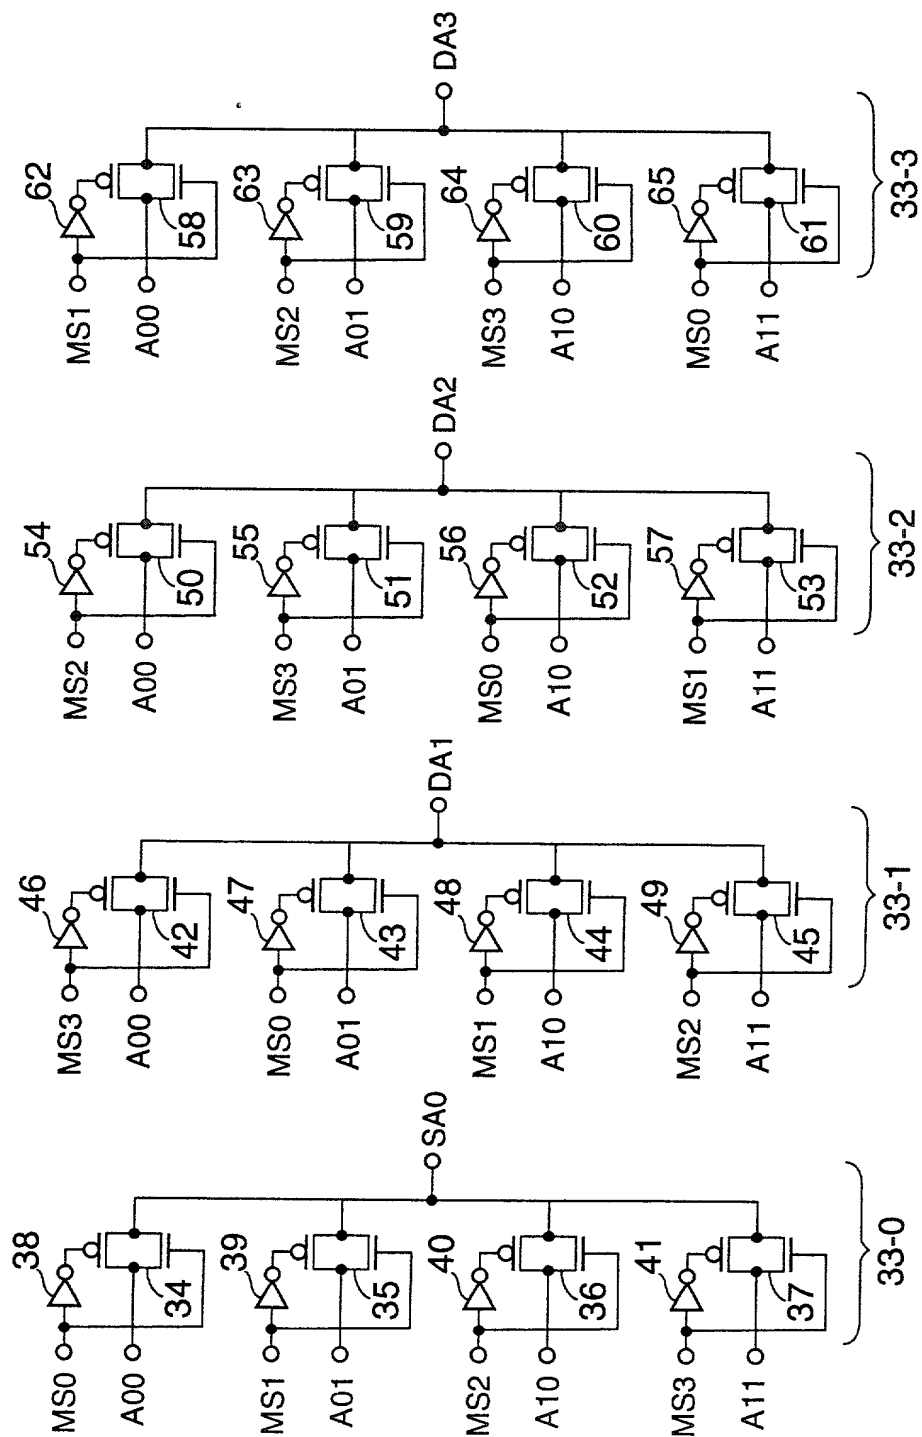 62
MS1
A00
58
63
MS2
A01
59
64
MS3
A10
60
65
MS0
A11
61
DA3
33-3
54
MS2
A00
50
55
MS3
A01
51
56
MS0
A10
52
57
MS1
A11
53
DA2
33-2
46
MS3
A00
42
47
MS0
A01
43
48
MS1
A10
44
49
MS2
A11
45
DA1
33-1
38
MS0
A00
34
39
MS1
A01
35
40
MS2
A10
36
41
MS3
A11
37
SA0
33-0